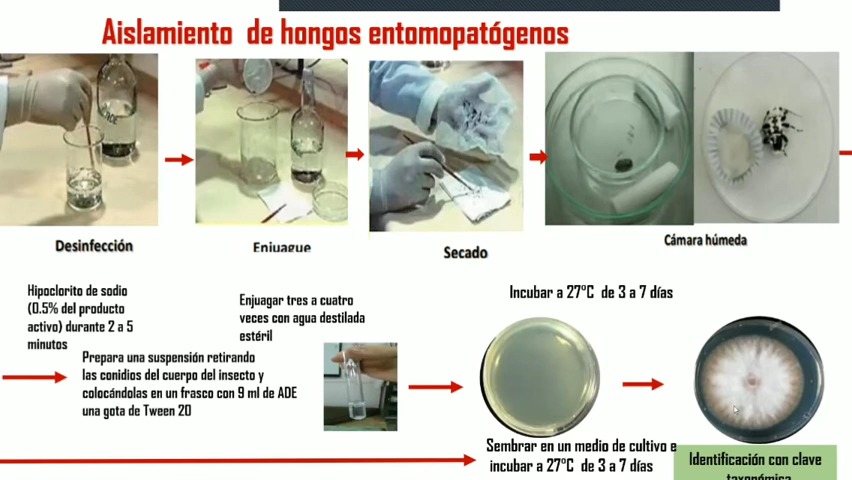 Aislamiento de hongos entomopatógenos
Desinfección
Enjuague
Secado
Cámara húmeda
Hipoclorito de sodio
(0.5% del producto
activo) durante 2 a 5
minutos
Enjuagar tres a cuatro
veces con agua destilada
estéril
Incubar a 27°C de 3 a 7 días
Prepara una suspensión retirando
las conidios del cuerpo del insecto y
colocándolas en un frasco con 9 ml de ADE
una gota de Tween 20
Sembrar en un medio de cultivo e
incubar a 27°C de 3 a 7 días
Identificación con clave
taxonómica